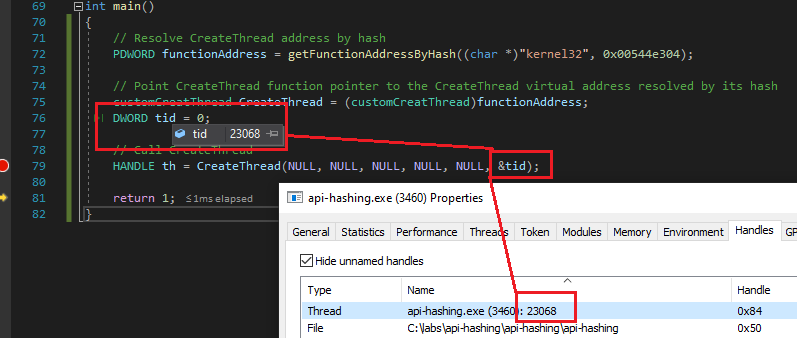 69 int main()
70 {
71 // Resolve CreateThread address by hash
72 PDWORD functionAddress = getFunctionAddressByHash((char *)"kernel32", 0x00544e304);
73
74 // Point CreateThread function pointer to the CreateThread virtual address resolved by its hash
75 customCreatThread CreateThread = (customCreatThread)functionAddress;
76 DWORD tid = 0;
77 tid 23068
78 // Call CreateThread
79 HANDLE th = CreateThread(NULL, NULL, NULL, NULL, NULL, &tid);
81 return 1; ≤1ms elapsed
82 }
api-hashing.exe (3460) Properties
General Statistics Performance Threads Token Modules Memory Environment Handles GP
Hide unnamed handles
Type Name Handle
Thread api-hashing.exe (3460): 23068 0x84
File C:\labs\api-hashing\api-hashing\api-hashing 0x50